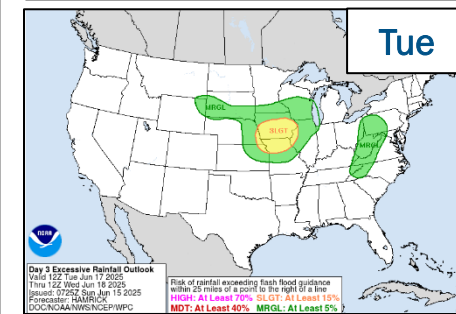 Tue
MRGL
SLGT
MRGL
NOAA
Day 3 Excessive Rainfall Outlook
Valid 12Z Tue Jun 17 2025
Thru 12Z Wed Jun 18 2025
Issued: 0725Z Sun Jun 15 2025
Forecaster: HAMRICK
DOC/NOAA/NWS/NCEP/WPC
Risk of rainfall exceeding flash flood guidance
within 25 miles of a point to the right of a line
HIGH: At Least 70% SLGT: At Least 15%
MDT: At Least 40% MRGL: At Least 5%